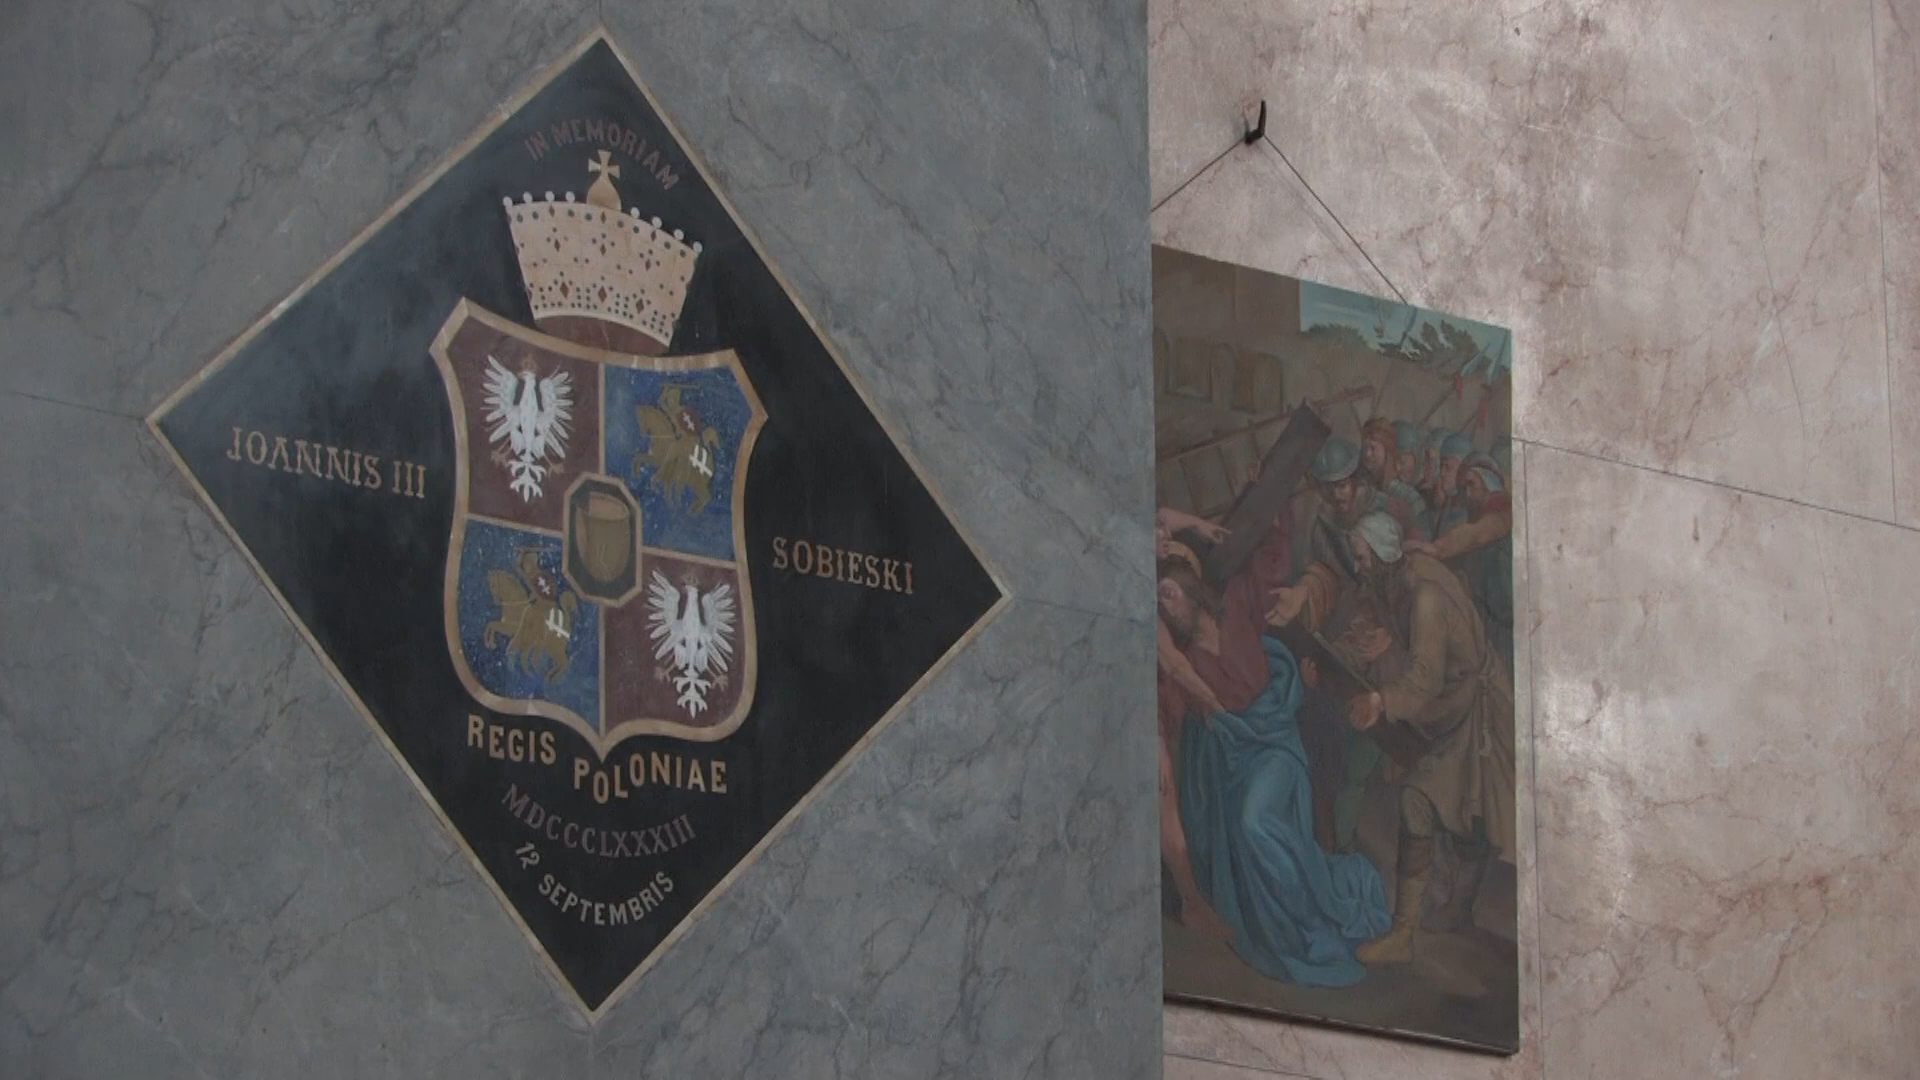 IN MEMORIAM
JOANNIS III
SOBIESKI
REGIS POLONIAE
MDCCCLXXXIII
12 SEPTEMBRIS